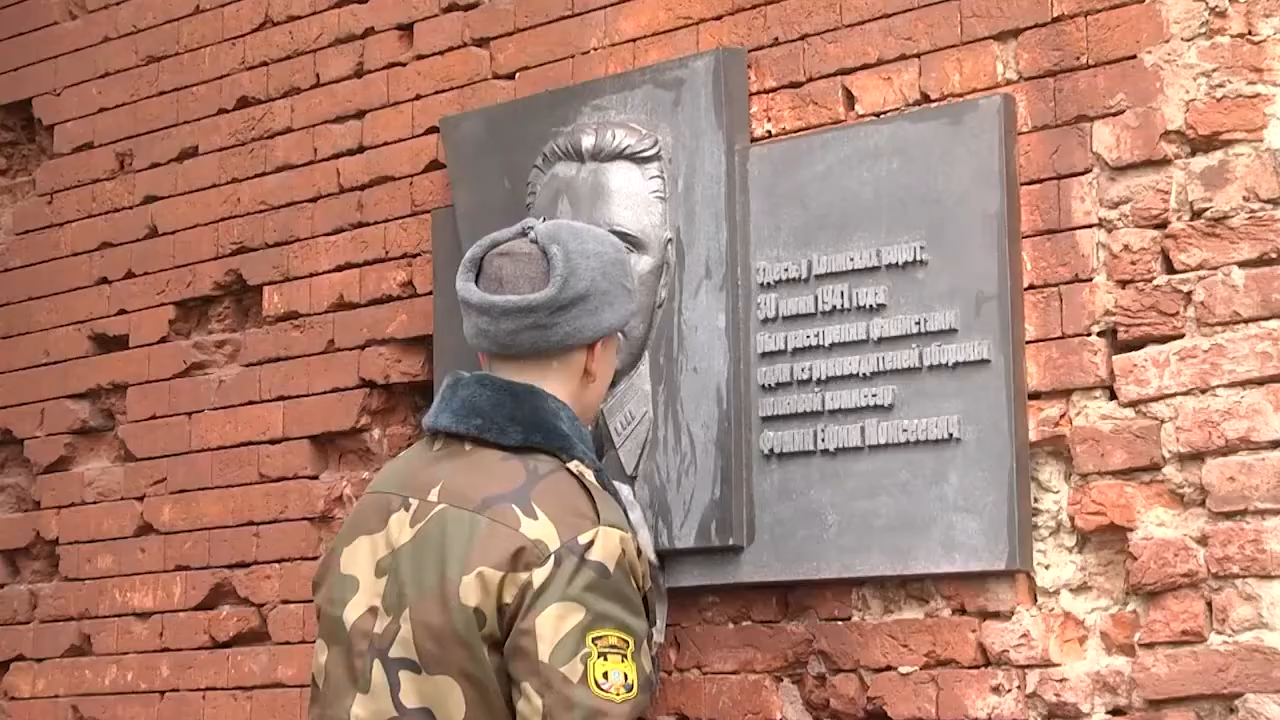 Здесь, у Холмских ворот,
30 июня 1941 года
был расстрелян фашистами
один из руководителей обороны
полковой комиссар
Фомин Ефим Моисеевич